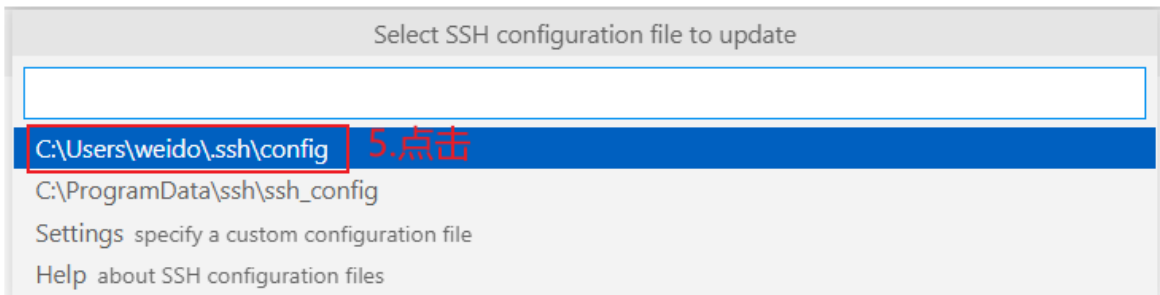 Select SSH configuration file to update
C:\Users\weido\.ssh\config 5.点击
C:\ProgramData\ssh\ssh_config
Settings specify a custom configuration file
Help about SSH configuration files